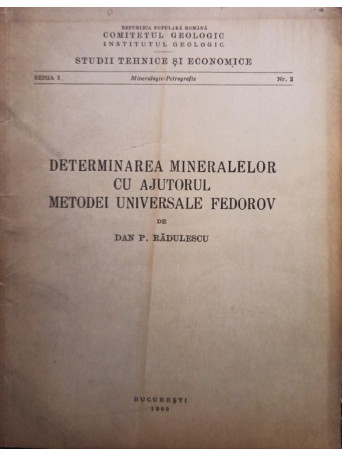 REPUBLICA POPULARĂ ROMÂNĂ
COMITETUL GEOLOGIC
INSTITUTUL GEOLOGIC
STUDII TEHNICE ȘI ECONOMICE
SERIA I Mineralogie-Petrografie Nr. 2
DETERMINAREA MINERALELOR
CU AJUTORUL
METODEI UNIVERSALE FEDOROV
DE
DAN P. RĂDULESCU
BUCUREȘTI